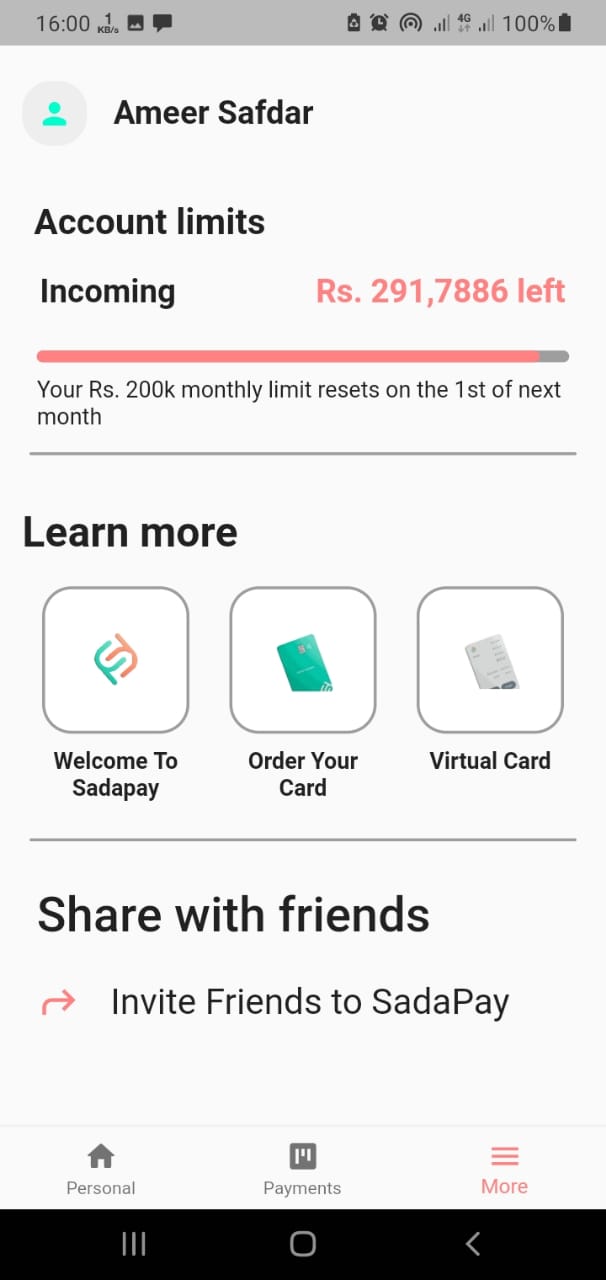 16:00 1 KB/s 4G 100%
Ameer Safdar
Account limits
Incoming Rs. 291,7886 left
Your Rs. 200k monthly limit resets on the 1st of next
month
Learn more
Welcome To
Sadapay
Order Your
Card
Virtual Card
Share with friends
Invite Friends to SadaPay
Personal Payments More